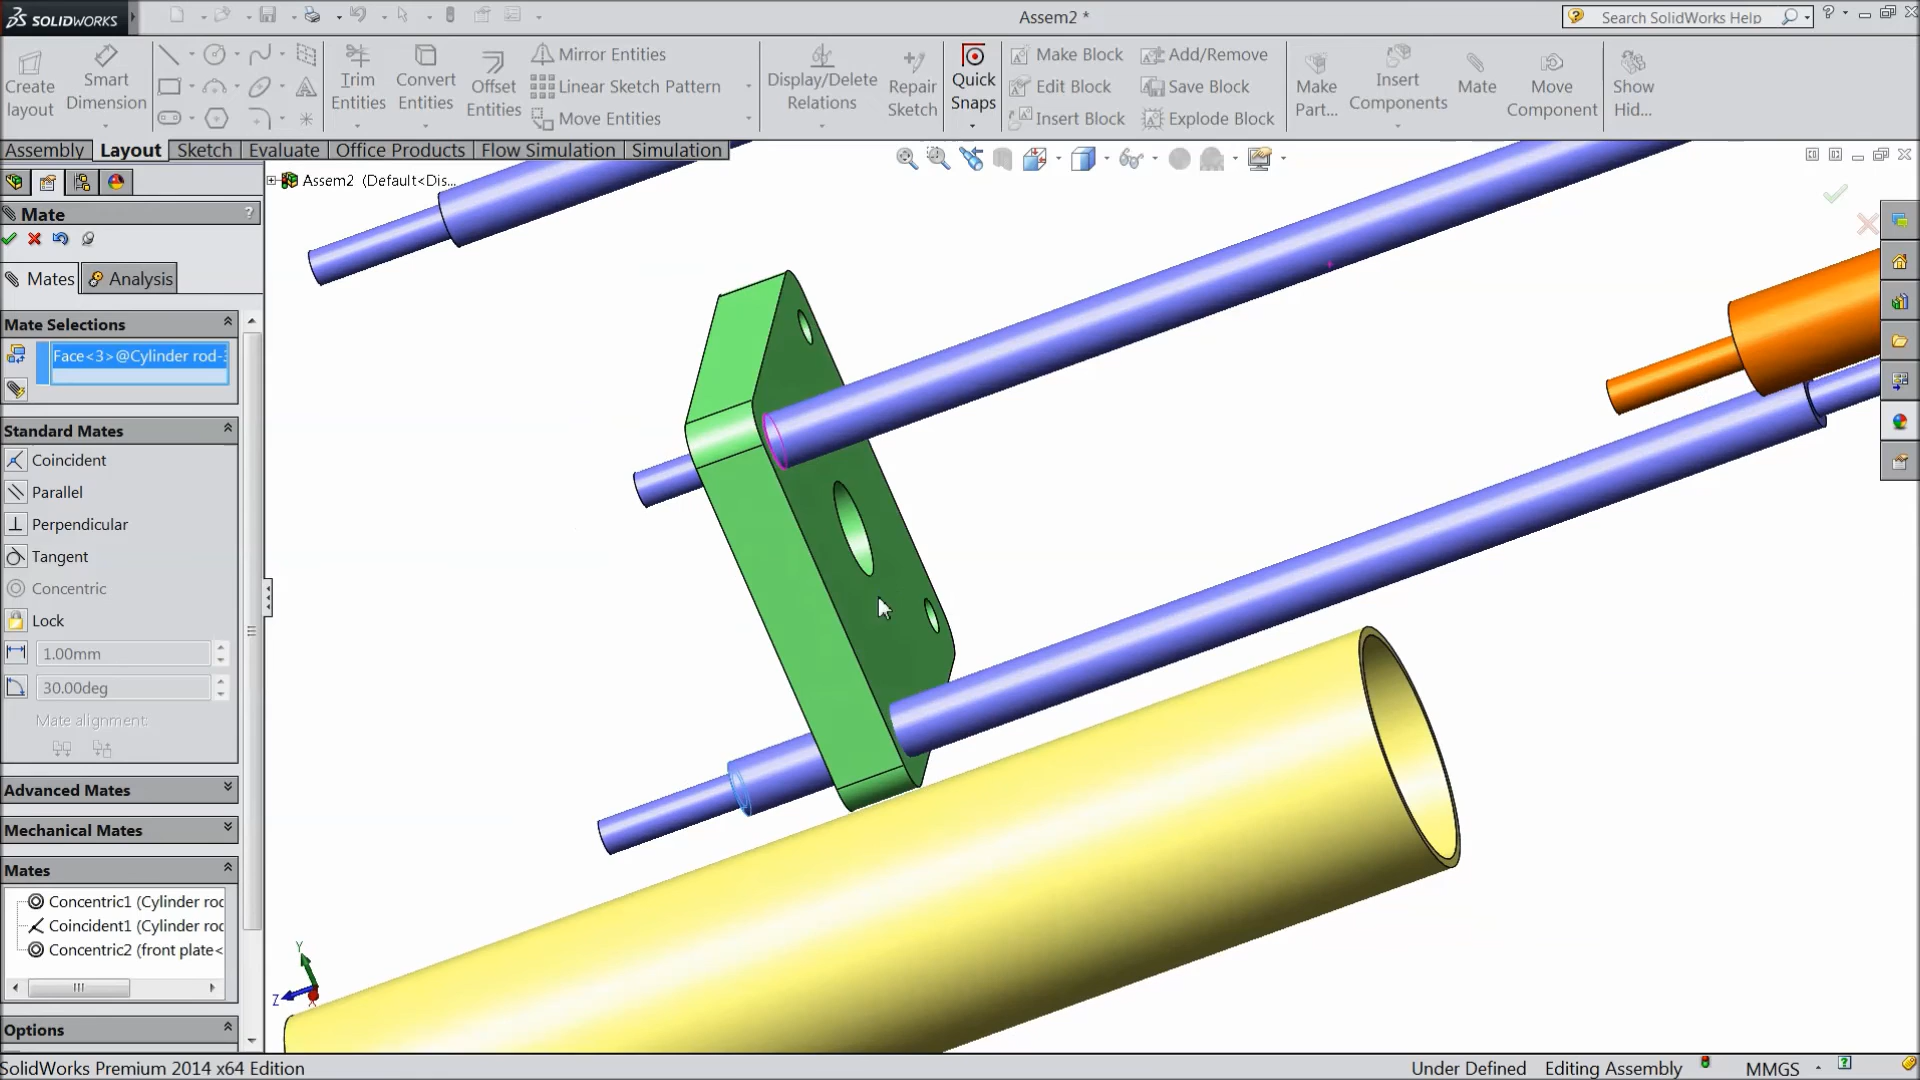 SOLIDWORKS
Assem2 *
Search SolidWorks Help
Create layout
Smart Dimension
Trim Entities
Convert Entities
Offset Entities
Mirror Entities
Linear Sketch Pattern
Move Entities
Display/Delete Relations
Repair Sketch
Quick Snaps
Make Block
Edit Block
Insert Block
Add/Remove
Save Block
Explode Block
Make Part...
Insert Components
Mate
Move Component
Show Hid...
Assembly Layout Sketch Evaluate Office Products Flow Simulation Simulation
Assem2 (Default<Dis...
Mate ?
Mates Analysis
Mate Selections
Face<3>@Cylinder rod-
Standard Mates
Coincident
Parallel
Perpendicular
Tangent
Concentric
Lock
1.00mm
30.00deg
Mate alignment:
Advanced Mates
Mechanical Mates
Mates
Concentric1 (Cylinder rod
Coincident1 (Cylinder rod
Concentric2 (front plate<
Options
Y
Z
X
SolidWorks Premium 2014 x64 Edition
Under Defined Editing Assembly MMGS